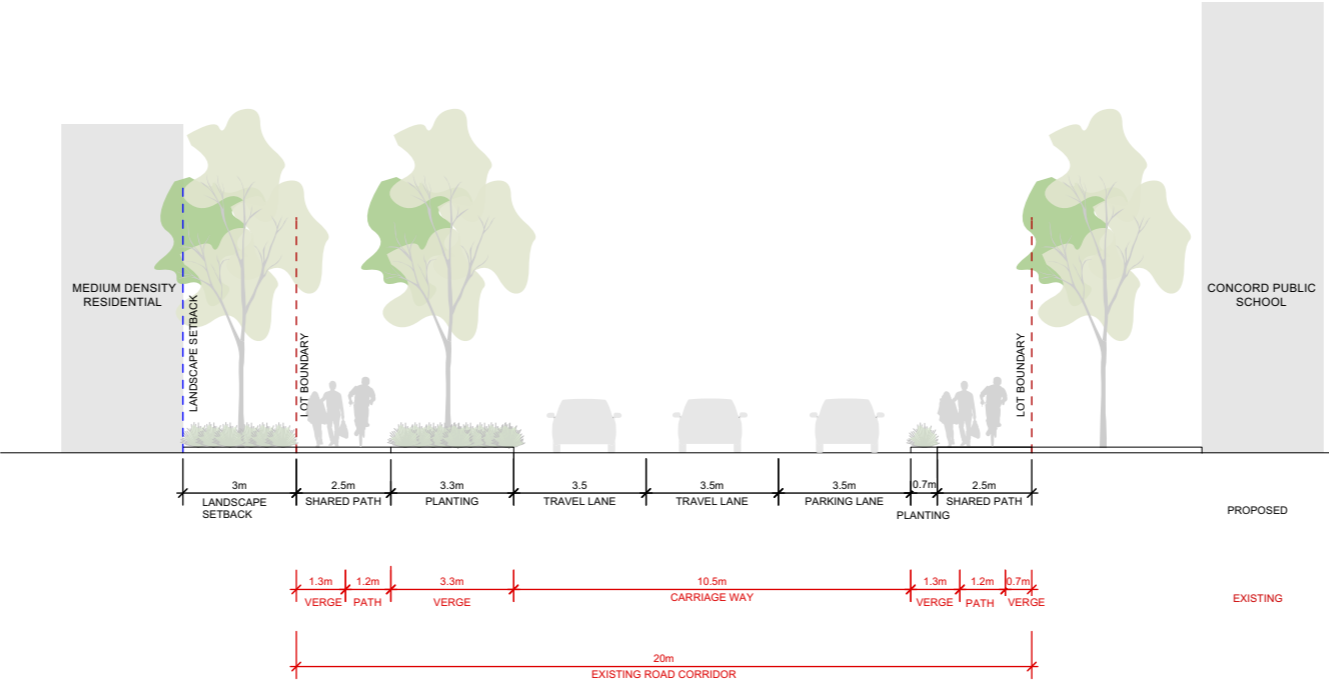 MEDIUM DENSITY
RESIDENTIAL
LANDSCAPE SETBACK
LOT BOUNDARY
LOT BOUNDARY
CONCORD PUBLIC
SCHOOL
3m
2.5m
3.3m
3.5
3.5m
3.5m
0.7m
2.5m
LANDSCAPE
SETBACK
SHARED PATH
PLANTING
TRAVEL LANE
TRAVEL LANE
PARKING LANE
PLANTING
SHARED PATH
PROPOSED
1.3m
1.2m
3.3m
10.5m
1.3m
1.2m
0.7m
VERGE
PATH
VERGE
CARRIAGE WAY
VERGE
PATH
VERGE
EXISTING
20m
EXISTING ROAD CORRIDOR